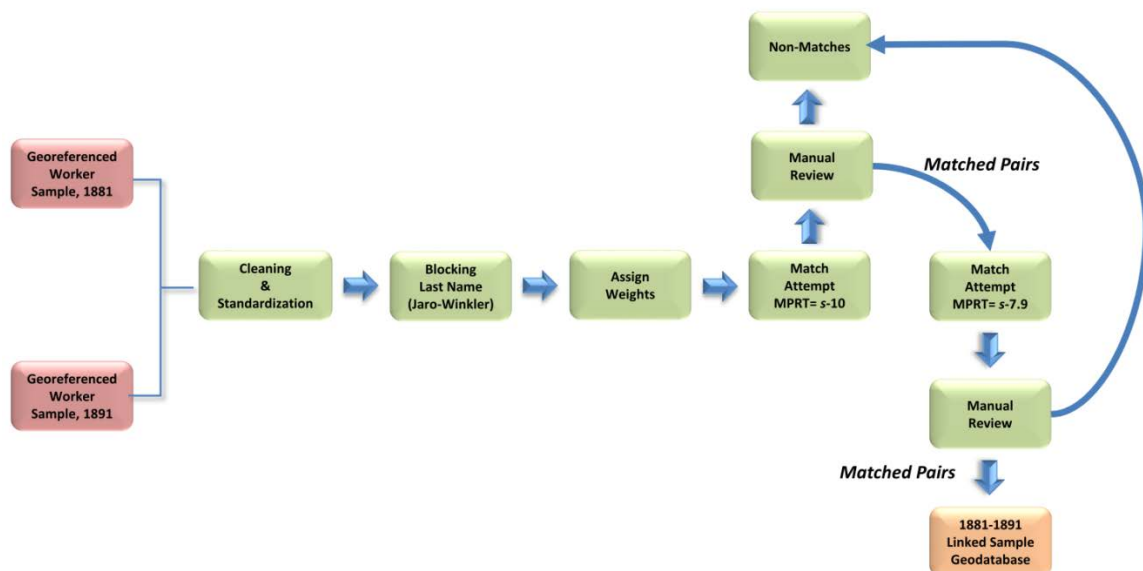 Non-Matches
Georeferenced
Worker
Sample, 1881
Manual
Review
Matched Pairs
Cleaning
&
Standardization
Blocking
Last Name
(Jaro-Winkler)
Assign
Weights
Match
Attempt
MPRT= s-10
Match
Attempt
MPRT= s-7.9
Georeferenced
Worker
Sample, 1891
Manual
Review
Matched Pairs
1881-1891
Linked Sample
Geodatabase